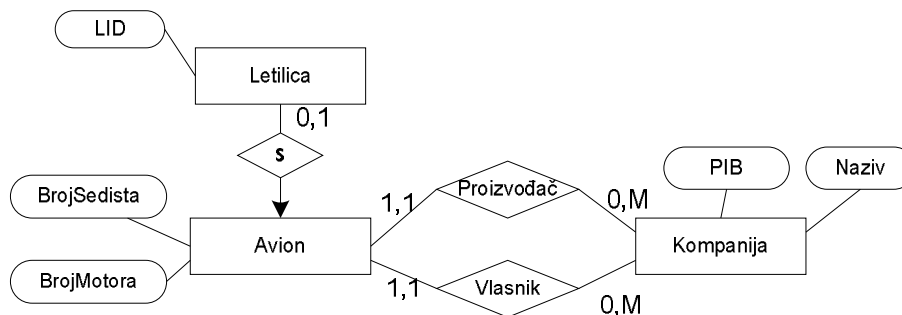 LID
Letilica
0,1
S
BrojSedista
BrojMotora
Avion
1,1
Proizvođač
0,M
1,1
Vlasnik
0,M
PIB
Naziv
Kompanija